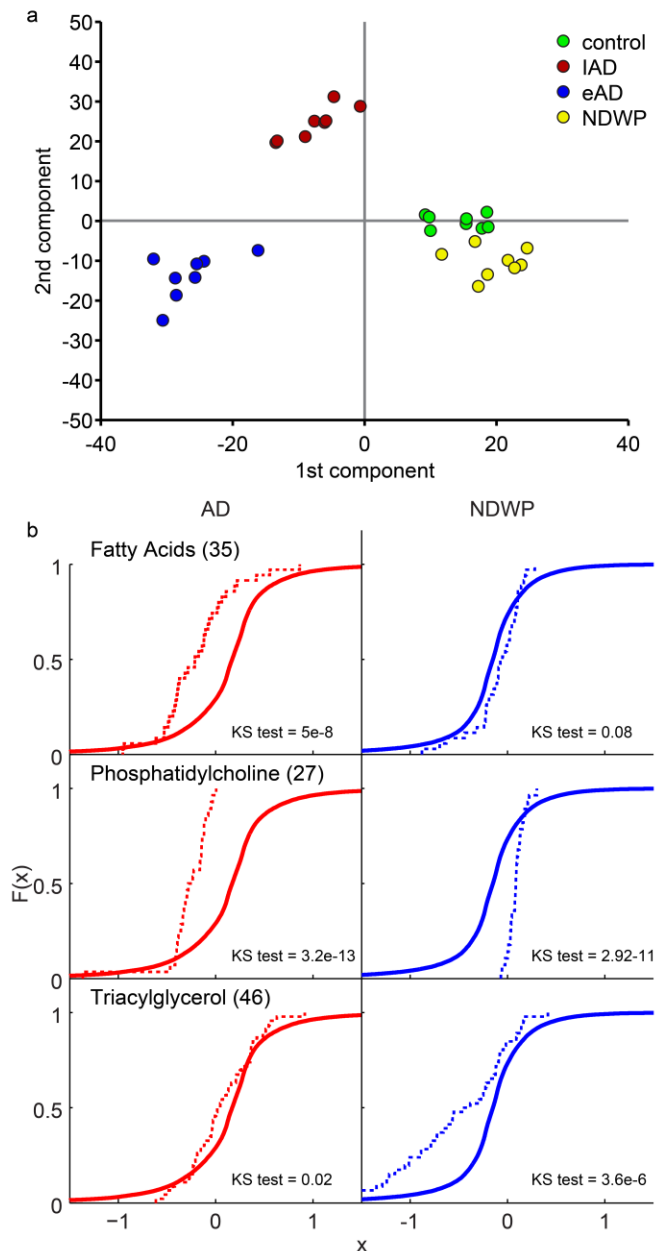 a
50
40
30
20
10
0
-10
-20
-30
-40
-50
2nd component
-40 -20 0 20 40
1st component
control
lAD
eAD
NDWP
b
AD NDWP
Fatty Acids (35)
1
0.5
0
KS test = 5e-8 KS test = 0.08
Phosphatidylcholine (27)
1
0.5
0
F(x)
KS test = 3.2e-13 KS test = 2.92-11
Triacylglycerol (46)
1
0.5
0
KS test = 0.02 KS test = 3.6e-6
−1 0 1 -1 0 1
x